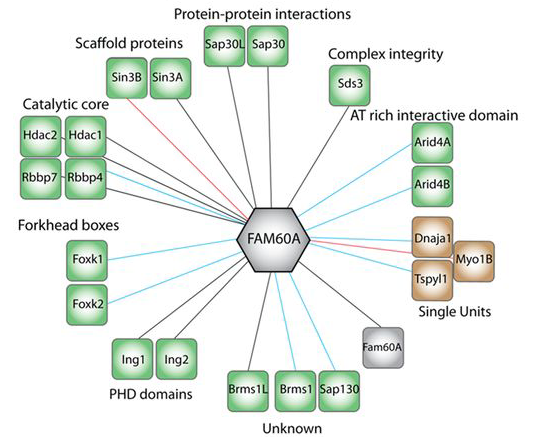 Protein-protein interactions
Sap30L Sap30
Scaffold proteins
Sin3B Sin3A
Complex integrity
Sds3
Catalytic core
Hdac2 Hdac1
Rbbp7 Rbbp4
AT rich interactive domain
Arid4A
Arid4B
FAM60A
Forkhead boxes
Foxk1
Foxk2
Dnaja1
Myo1B
Tspyl1
Single Units
Fam60A
Ing1 Ing2
PHD domains
Brms1L Brms1 Sap130
Unknown